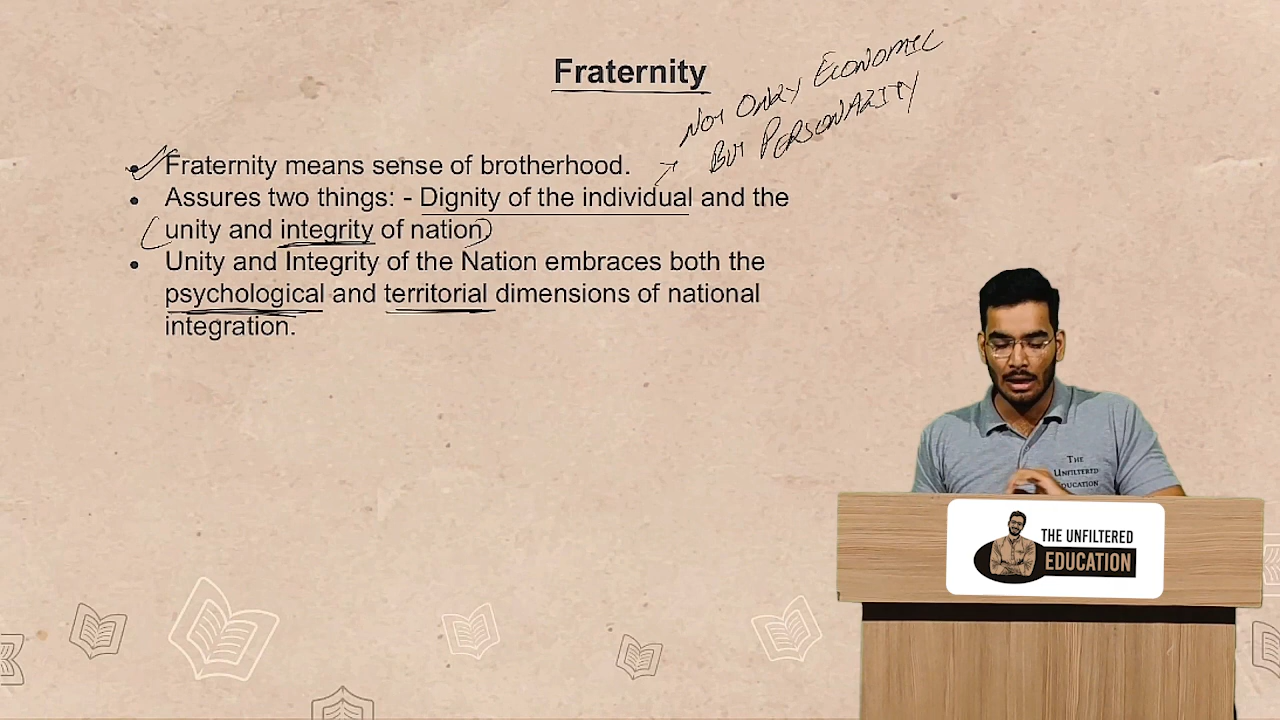 Fraternity
NOT ONLY ECONOMIC
BUT PERSONALITY
Fraternity means sense of brotherhood.
Assures two things: - Dignity of the individual and the
unity and integrity of nation
Unity and Integrity of the Nation embraces both the
psychological and territorial dimensions of national
integration.
THE
UNFILTERED
EDUCATION
THE UNFILTERED
EDUCATION